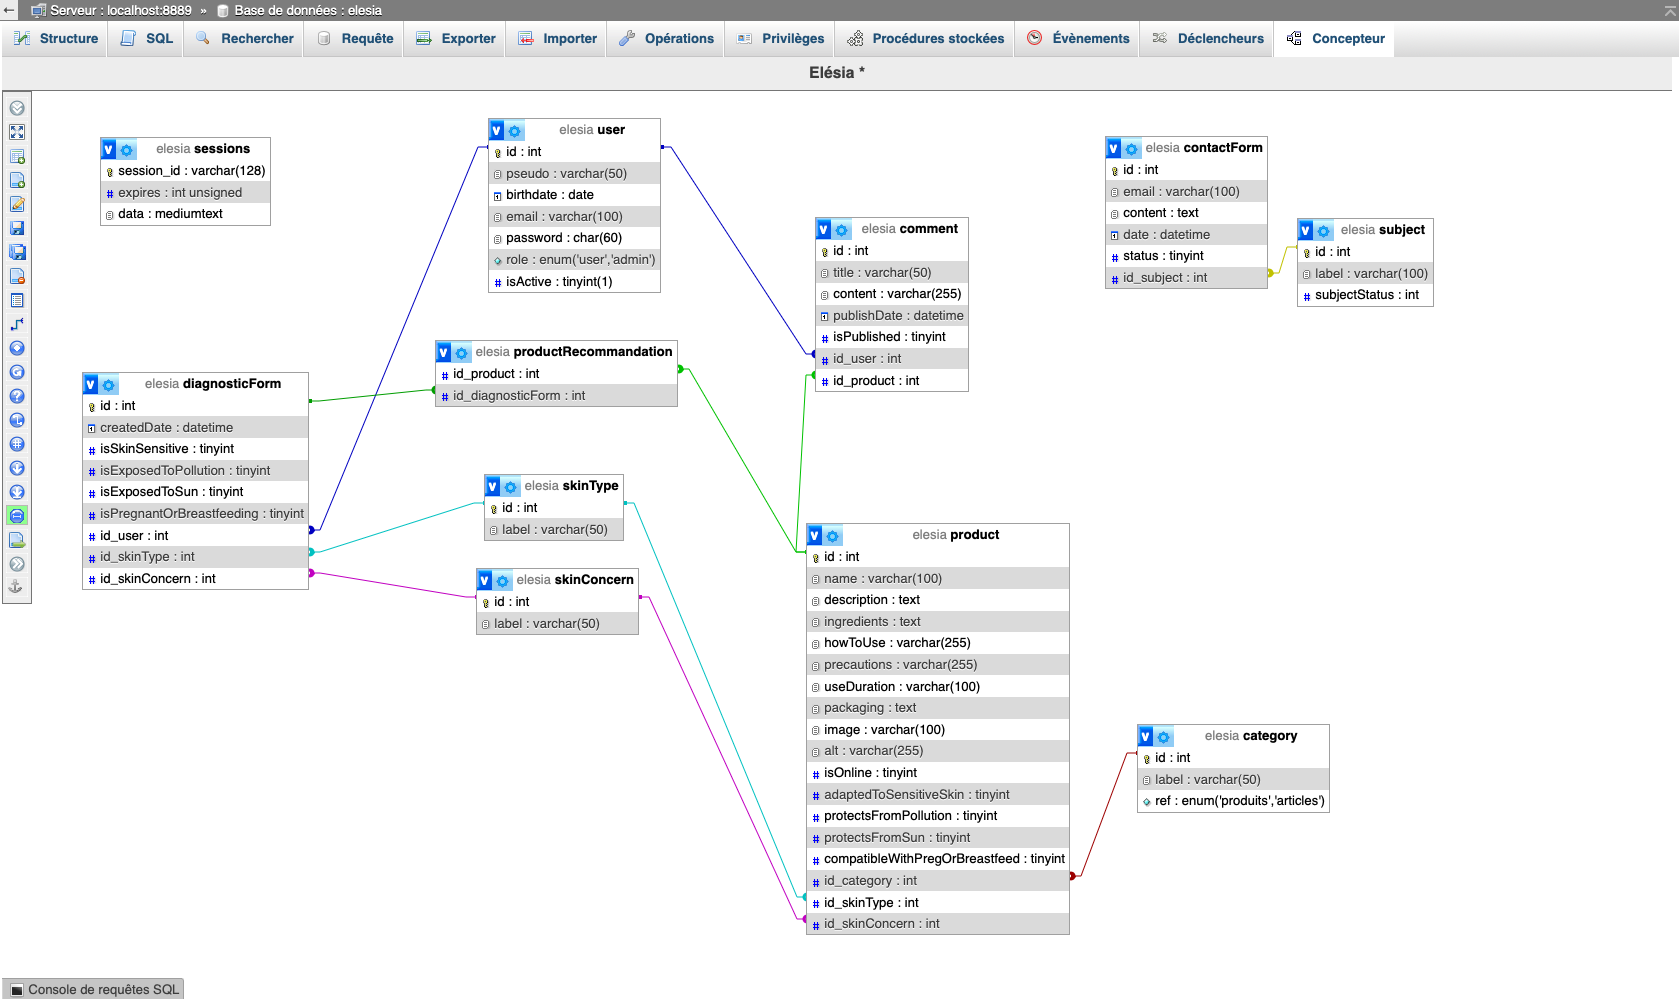 Serveur : localhost:8889 » Base de données : elesia
Structure SQL Rechercher Requête Exporter Importer Opérations Privilèges Procédures stockées Évènements Déclencheurs Concepteur
Elésia *
elesia sessions
session_id : varchar(128)
expires : int unsigned
data : mediumtext
elesia user
id : int
pseudo : varchar(50)
birthdate : date
email : varchar(100)
password : char(60)
role : enum('user','admin')
isActive : tinyint(1)
elesia contactForm
id : int
email : varchar(100)
content : text
date : datetime
status : tinyint
id_subject : int
elesia subject
id : int
label : varchar(100)
subjectStatus : int
elesia comment
id : int
title : varchar(50)
content : varchar(255)
publishDate : datetime
isPublished : tinyint
id_user : int
id_product : int
elesia productRecommandation
id_product : int
id_diagnosticForm : int
elesia diagnosticForm
id : int
createdDate : datetime
isSkinSensitive : tinyint
isExposedToPollution : tinyint
isExposedToSun : tinyint
isPregnantOrBreastfeeding : tinyint
id_user : int
id_skinType : int
id_skinConcern : int
elesia skinType
id : int
label : varchar(50)
elesia skinConcern
id : int
label : varchar(50)
elesia product
id : int
name : varchar(100)
description : text
ingredients : text
howToUse : varchar(255)
precautions : varchar(255)
useDuration : varchar(100)
packaging : text
image : varchar(100)
alt : varchar(255)
isOnline : tinyint
adaptedToSensitiveSkin : tinyint
protectsFromPollution : tinyint
protectsFromSun : tinyint
compatibleWithPregOrBreastfeed : tinyint
id_category : int
id_skinType : int
id_skinConcern : int
elesia category
id : int
label : varchar(50)
ref : enum('produits','articles')
Console de requêtes SQL